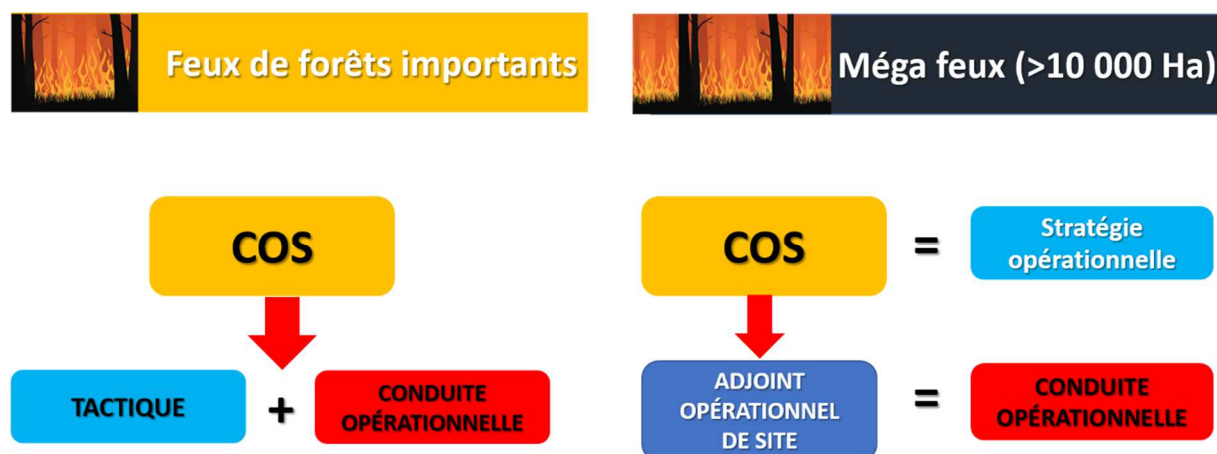 Feux de forêts importants
COS
TACTIQUE
+
CONDUITE
OPÉRATIONNELLE
Méga feux (>10 000 Ha)
COS
=
Stratégie
opérationnelle
ADJOINT
OPÉRATIONNEL
DE SITE
=
CONDUITE
OPÉRATIONNELLE